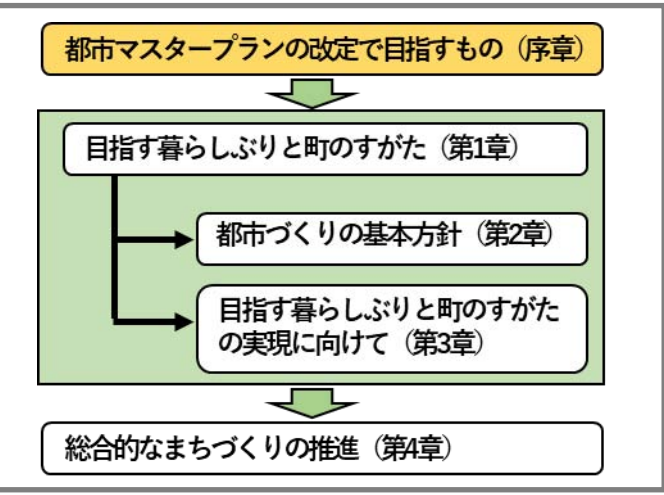 都市マスタープランの改定で目指すもの（序章）
目指す暮らしぶりと町のすがた（第1章）
都市づくりの基本方針（第2章）
目指す暮らしぶりと町のすがた
の実現に向けて（第3章）
総合的なまちづくりの推進（第4章）